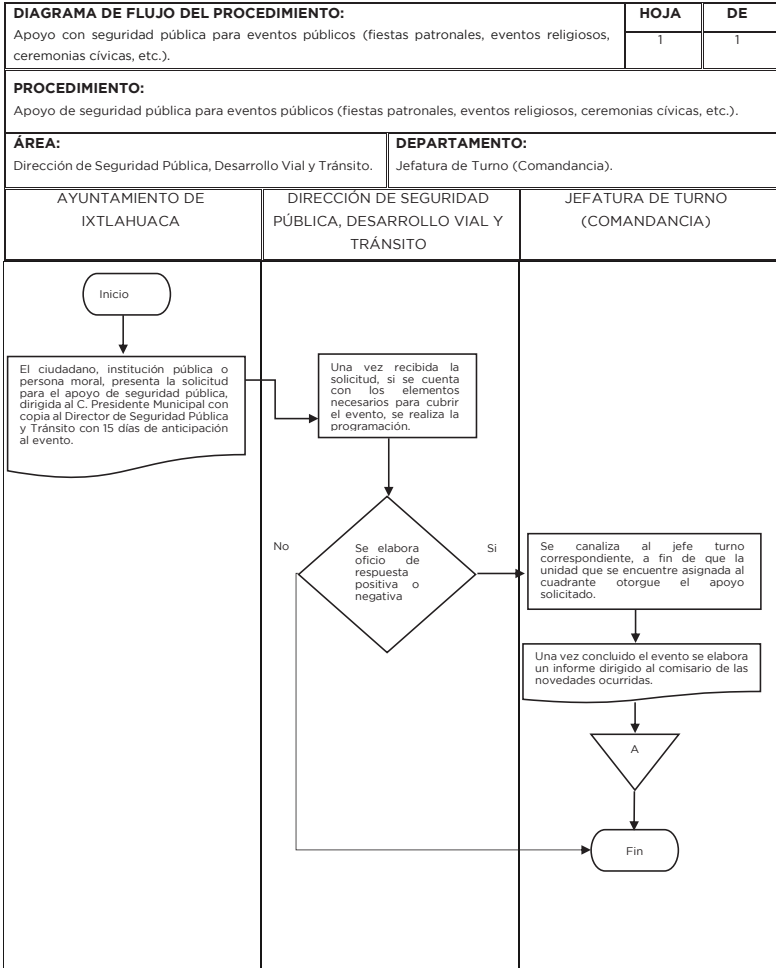 DIAGRAMA DE FLUJO DEL PROCEDIMIENTO:
Apoyo con seguridad pública para eventos públicos (fiestas patronales, eventos religiosos,
ceremonias cívicas, etc.).
HOJA
DE
1
1
PROCEDIMIENTO:
Apoyo de seguridad pública para eventos públicos (fiestas patronales, eventos religiosos, ceremonias cívicas, etc.).
ÁREA:
Dirección de Seguridad Pública, Desarrollo Vial y Tránsito.
DEPARTAMENTO:
Jefatura de Turno (Comandancia).
AYUNTAMIENTO DE
IXTLAHUACA
DIRECCIÓN DE SEGURIDAD
PÚBLICA, DESARROLLO VIAL Y
TRÁNSITO
JEFATURA DE TURNO
(COMANDANCIA)
Inicio
El ciudadano, institución pública o
persona moral, presenta la solicitud
para el apoyo de seguridad pública,
dirigida al C. Presidente Municipal con
copia al Director de Seguridad Pública
y Tránsito con 15 días de anticipación
al evento.
Una vez recibida la
solicitud, si se cuenta
con los elementos
necesarios para cubrir
el evento, se realiza la
programación.
No
Se elabora
oficio de
respuesta
positiva o
negativa
Si
Se canaliza al jefe turno
correspondiente, a fin de que la
unidad que se encuentre asignada al
cuadrante otorgue el apoyo
solicitado.
Una vez concluido el evento se elabora
un informe dirigido al comisario de las
novedades ocurridas.
A
Fin